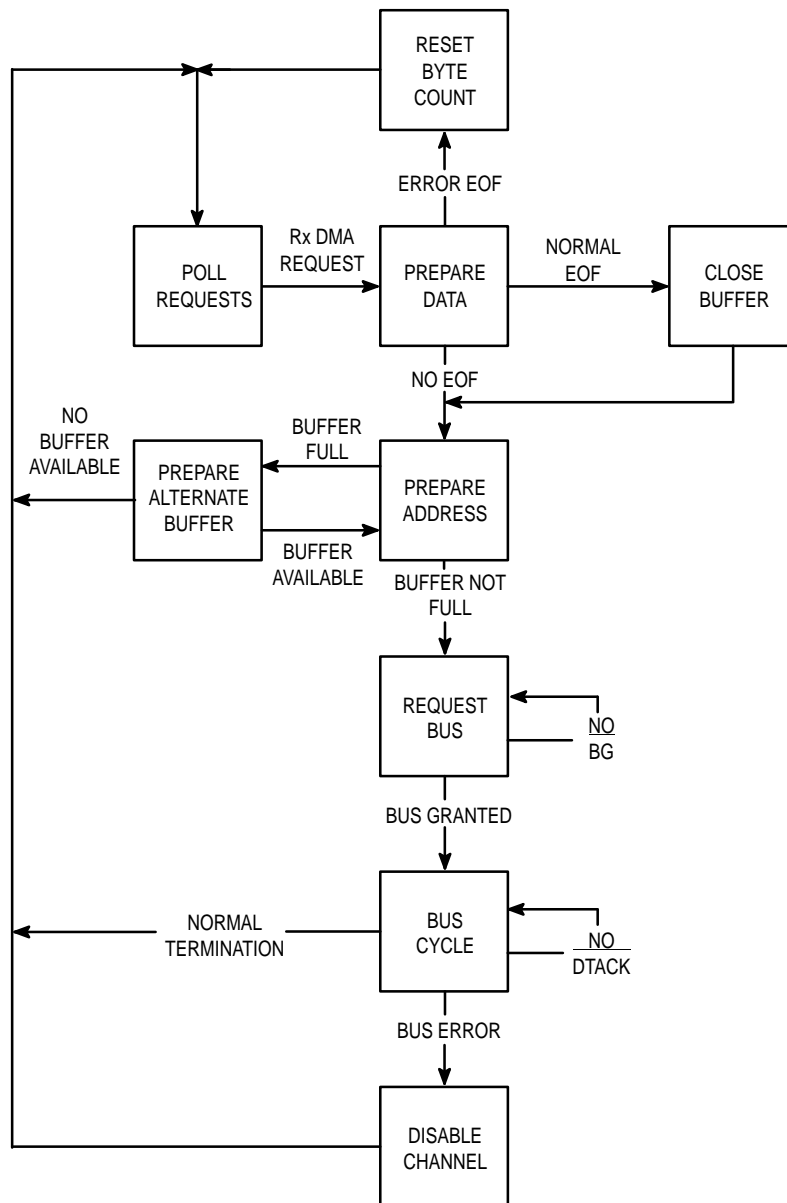 RESET
BYTE
COUNT
ERROR EOF
Rx DMA
REQUEST
NORMAL
EOF
POLL
REQUESTS
PREPARE
DATA
CLOSE
BUFFER
NO EOF
NO
BUFFER
AVAILABLE
BUFFER
FULL
PREPARE
ALTERNATE
BUFFER
PREPARE
ADDRESS
BUFFER
AVAILABLE
BUFFER NOT
FULL
REQUEST
BUS
NO
BG
BUS GRANTED
NORMAL
TERMINATION
BUS
CYCLE
NO
DTACK
BUS ERROR
DISABLE
CHANNEL